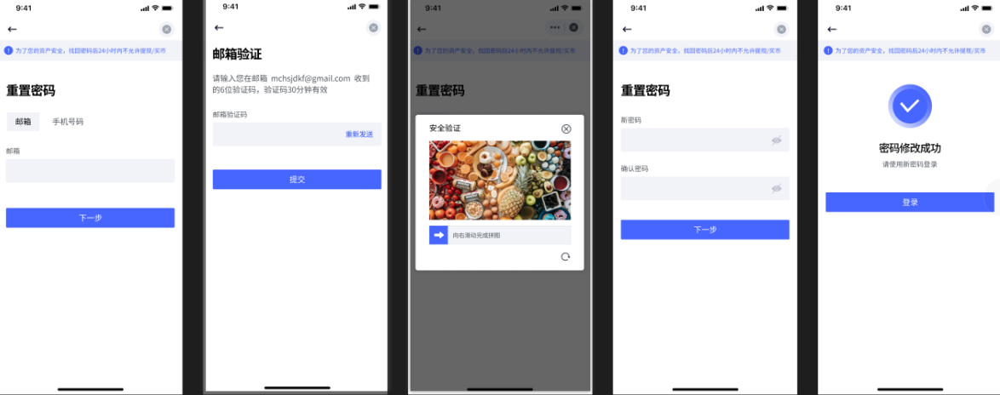 9:41
为了您的资产安全，找回密码后24小时内不允许提现/买币
重置密码
邮箱
手机号码
邮箱
下一步
9:41
邮箱验证
请输入您在邮箱 mchsjdkf@gmail.com 收到
的6位验证码，验证码30分钟有效
邮箱验证码
重新发送
提交
9:41
为了您的资产安全，找回密码后24小时内不允许提现/买币
重置密码
安全验证
向右滑动完成拼图
9:41
为了您的资产安全，找回密码后24小时内不允许提现/买币
重置密码
新密码
确认密码
下一步
9:41
为了您的资产安全，找回密码后24小时内不允许提现/买币
密码修改成功
请使用新密码登录
登录